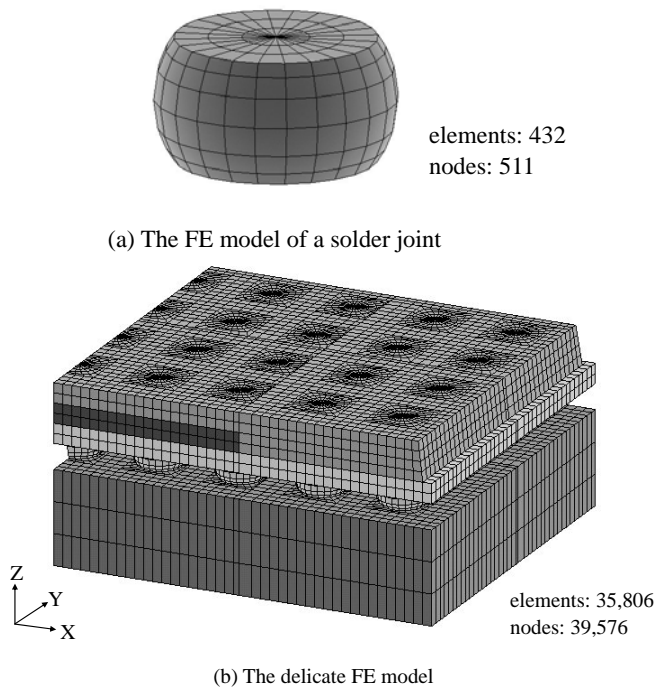 elements: 432
nodes: 511
(a) The FE model of a solder joint
Z
Y
X
elements: 35,806
nodes: 39,576
(b) The delicate FE model